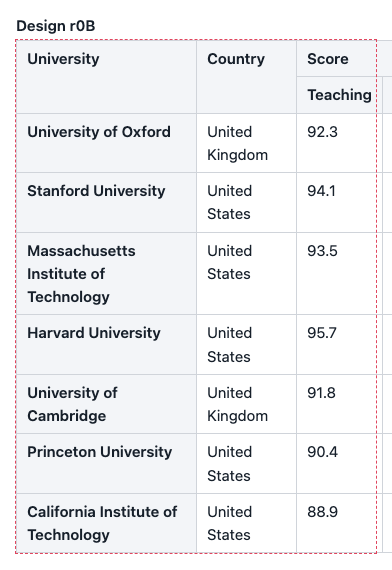 Design r0B
University Country Score
Teaching
University of Oxford United Kingdom 92.3
Stanford University United States 94.1
Massachusetts Institute of Technology United States 93.5
Harvard University United States 95.7
University of Cambridge United Kingdom 91.8
Princeton University United States 90.4
California Institute of Technology United States 88.9